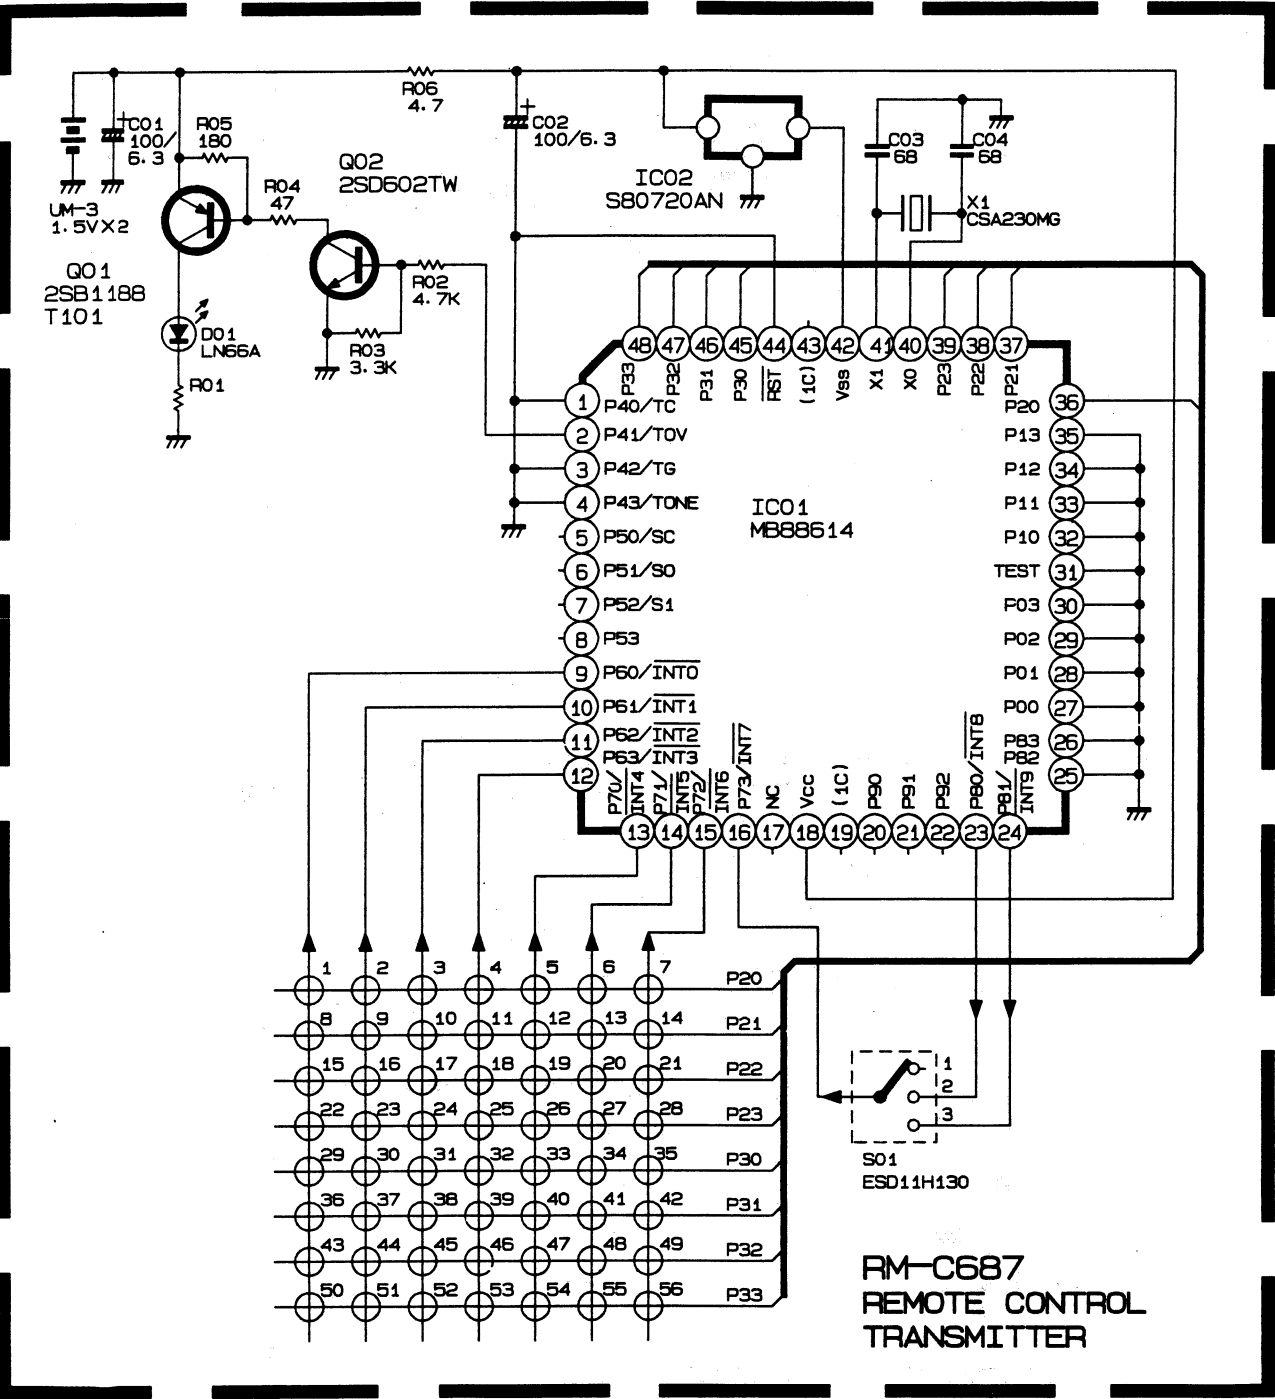 R06
4.7
C01
100/
6.3
R05
180
C02
100/6.3
C03
68
C04
68
Q02
2SD602TW
IC02
S80720AN
R04
47
UM-3
1.5VX2
X1
CSA230MG
Q01
2SB1188
T101
R02
4.7K
D01
LN66A
R03
3.3K
R01
48 47 46 45 44 43 42 41 40 39 38 37
P33 P32 P31 P30 RST (1C) Vss X1 X0 P23 P22 P21
1 P40/TC
2 P41/TOV
3 P42/TG
4 P43/TONE
5 P50/SC
6 P51/SO
7 P52/S1
8 P53
9 P60/INT0
10 P61/INT1
11 P62/INT2
12 P63/INT3
IC01
MB88614
P20 36
P13 35
P12 34
P11 33
P10 32
TEST 31
P03 30
P02 29
P01 28
P00 27
P83 26
P82 25
P70/INT4 P71/INT5 P72/INT6 P73/INT7 NC Vcc (1C) P90 P91 P92 P80/INT8 P81/INT9
13 14 15 16 17 18 19 20 21 22 23 24
1 2 3 4 5 6 7 P20
8 9 10 11 12 13 14 P21
15 16 17 18 19 20 21 P22
22 23 24 25 26 27 28 P23
29 30 31 32 33 34 35 P30
36 37 38 39 40 41 42 P31
43 44 45 46 47 48 49 P32
50 51 52 53 54 55 56 P33
1
2
3
S01
ESD11H130
RM-C687
REMOTE CONTROL
TRANSMITTER